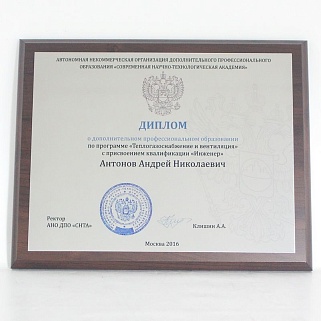 АВТОНОМНАЯ НЕКОММЕРЧЕСКАЯ ОРГАНИЗАЦИЯ ДОПОЛНИТЕЛЬНОГО ПРОФЕССИОНАЛЬНОГО
ОБРАЗОВАНИЯ «СОВРЕМЕННАЯ НАУЧНО-ТЕХНОЛОГИЧЕСКАЯ АКАДЕМИЯ»
ДИПЛОМ
о дополнительном профессиональном образовании
по программе «Теплогазоснабжение и вентиляция»
с присвоением квалификации «Инженер»
Антонов Андрей Николаевич
Ректор
АНО ДПО «СНТА»
Клишин А.А.
Москва 2016